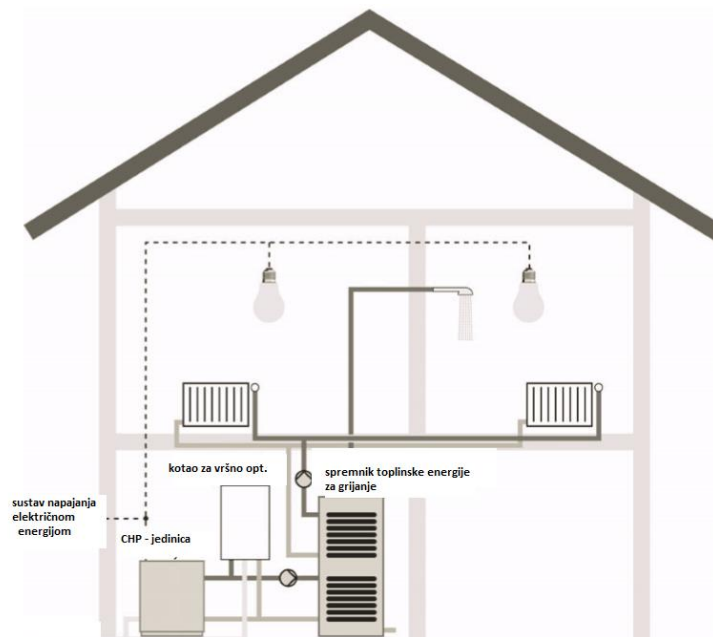 kotao za vršno opt.
spremnik toplinske energije
za grijanje
sustav napajanja
električnom
energijom
CHP - jedinica